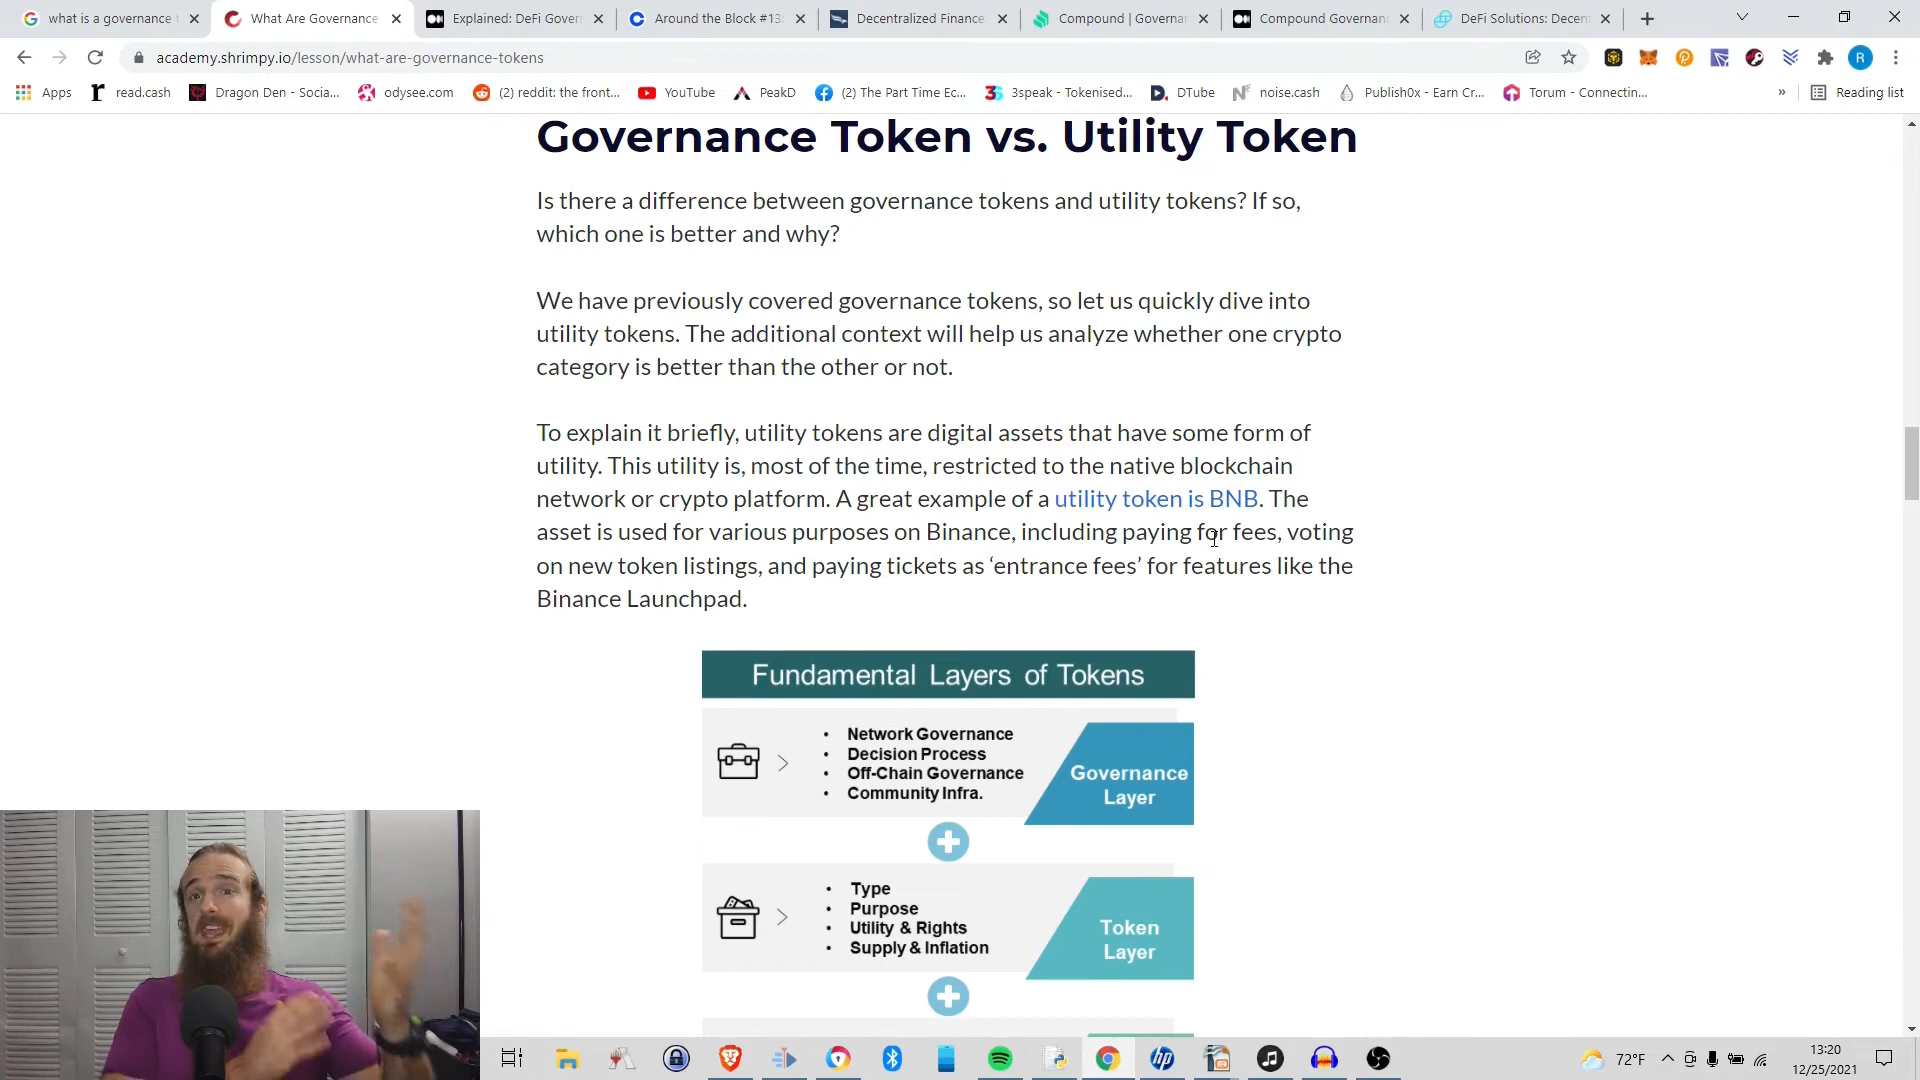 what is a governance t
What Are Governance
Explained: DeFi Gover
Around the Block #13
Decentralized Finance
Compound | Governa
Compound Governanc
DeFi Solutions: Decen
academy.shrimpy.io/lesson/what-are-governance-tokens
R
Apps
read.cash
Dragon Den - Socia...
odysee.com
(2) reddit: the front...
YouTube
PeakD
(2) The Part Time Ec...
3speak - Tokenised...
DTube
noise.cash
Publish0x - Earn Cr...
Torum - Connectin...
»
Reading list
Governance Token vs. Utility Token
Is there a difference between governance tokens and utility tokens? If so,
which one is better and why?
We have previously covered governance tokens, so let us quickly dive into
utility tokens. The additional context will help us analyze whether one crypto
category is better than the other or not.
To explain it briefly, utility tokens are digital assets that have some form of
utility. This utility is, most of the time, restricted to the native blockchain
network or crypto platform. A great example of a utility token is BNB. The
asset is used for various purposes on Binance, including paying for fees, voting
on new token listings, and paying tickets as ‘entrance fees’ for features like the
Binance Launchpad.
Fundamental Layers of Tokens
• Network Governance
• Decision Process
• Off-Chain Governance
• Community Infra.
Governance
Layer
• Type
• Purpose
• Utility & Rights
• Supply & Inflation
Token
Layer
72°F
13:20
12/25/2021